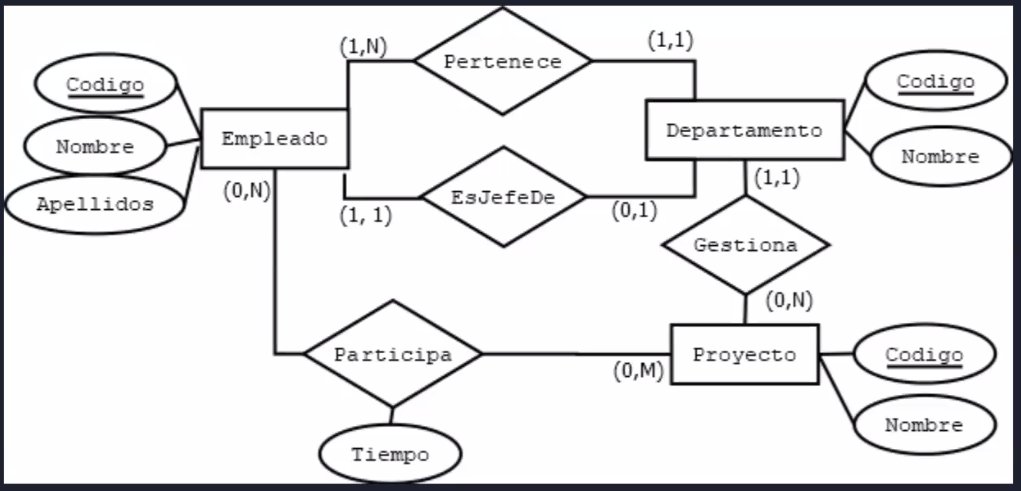 (1,N)
Pertenece
(1,1)
Codigo
Nombre
Apellidos
Empleado
Departamento
Codigo
Nombre
(0,N)
(1, 1)
EsJefeDe
(0,1)
(1,1)
Gestiona
(0,N)
Participa
(0,M)
Proyecto
Codigo
Nombre
Tiempo